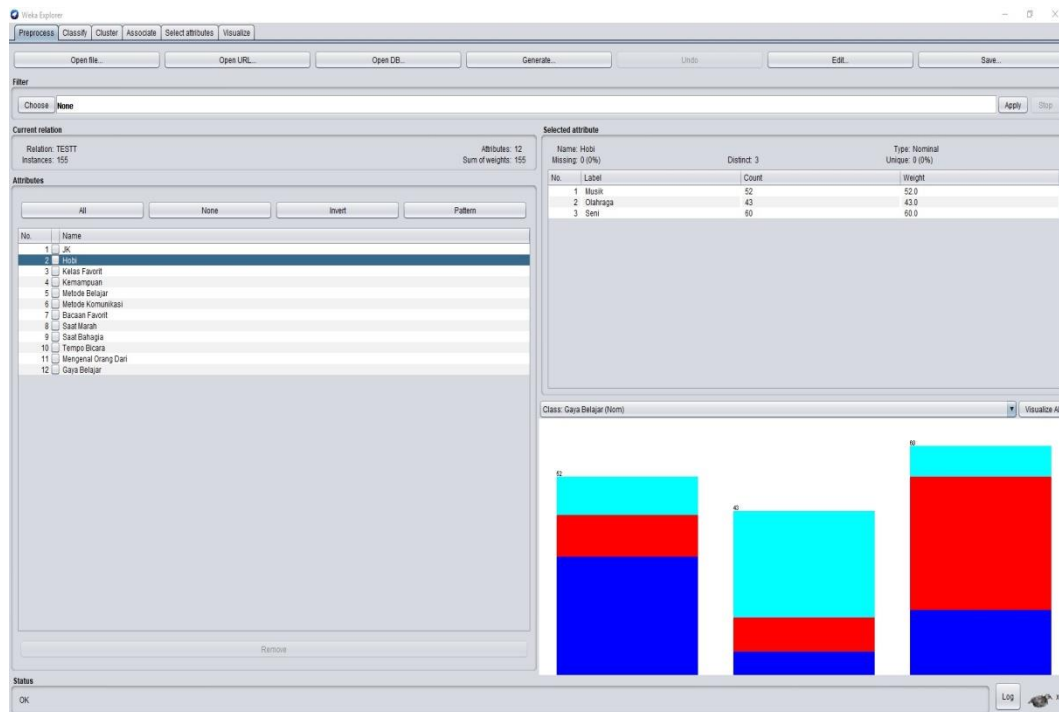 Weka Explorer
Preprocess Classify Cluster Associate Select attributes Visualize
Open file... Open URL... Open DB... Generate... Undo Edit... Save...
Filter
Choose None Apply Stop
Current relation
Relation: TESTT Attributes: 12
Instances: 155 Sum of weights: 155
Attributes
All None Invert Pattern
No. Name
1 JK
2 Hobi
3 Kelas Favorit
4 Kemampuan
5 Metode Belajar
6 Metode Komunikasi
7 Bacaan Favorit
8 Saat Marah
9 Saat Bahagia
10 Tempo Bicara
11 Mengenal Orang Dari
12 Gaya Belajar
Remove
Selected attribute
Name: Hobi Type: Nominal
Missing: 0 (0%) Distinct: 3 Unique: 0 (0%)
No. Label Count Weight
1 Musik 52 52.0
2 Olahraga 43 43.0
3 Seni 60 60.0
Class: Gaya Belajar (Nom) Visualize
52
43
60
Status
OK
Log